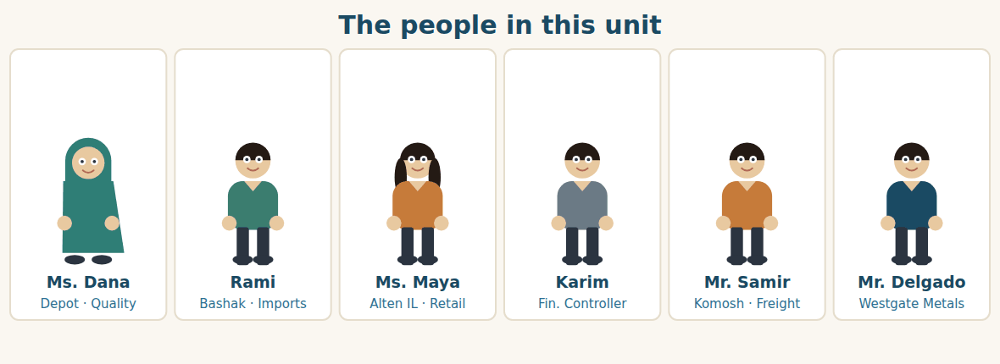 The people in this unit
Ms. Dana
Depot · Quality
Rami
Bashak · Imports
Ms. Maya
Alten IL · Retail
Karim
Fin. Controller
Mr. Samir
Komosh · Freight
Mr. Delgado
Westgate Metals